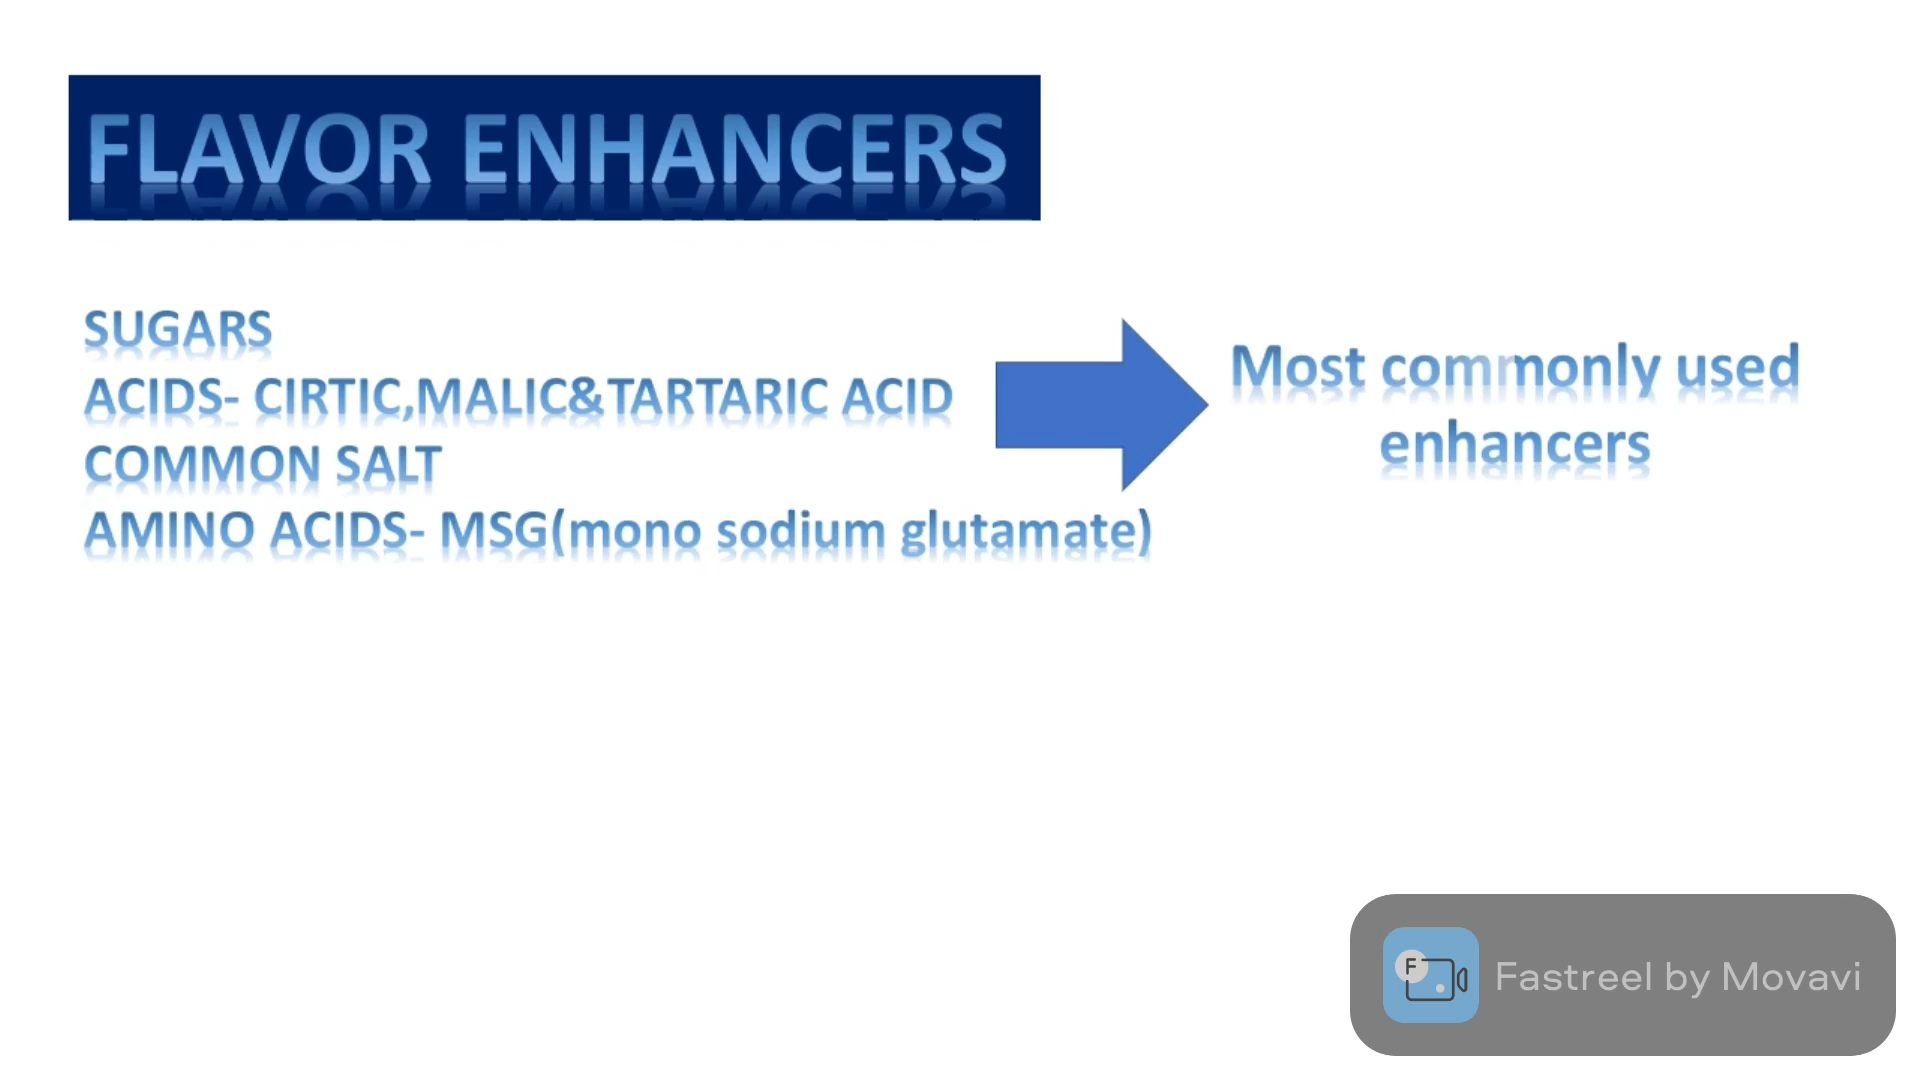 FLAVOR ENHANCERS
SUGARS
ACIDS- CIRTIC,MALIC&TARTARIC ACID
COMMON SALT
AMINO ACIDS- MSG(mono sodium glutamate)
Most commonly used
enhancers
F
Fastreel by Movavi